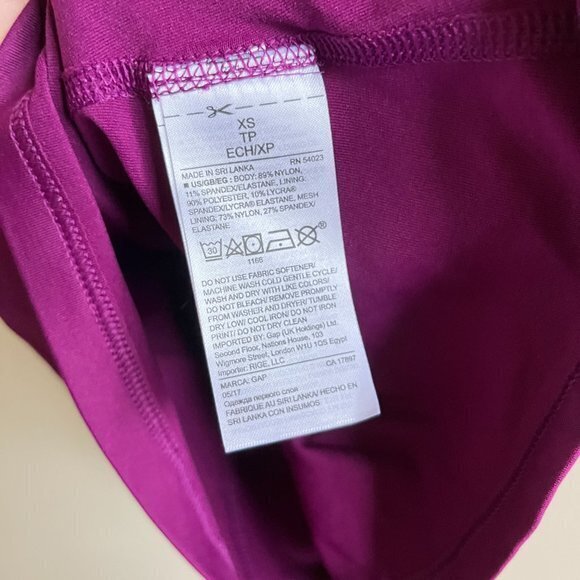 XS
TP
ECH/XP
MADE IN SRI LANKA RN 54023
US/GB/EG : BODY: 89% NYLON,
11% SPANDEX/ELASTANE, LINING:
90% POLYESTER, 10% LYCRA®
SPANDEX/LYCRA® ELASTANE, MESH
LINING: 73% NYLON, 27% SPANDEX/
ELASTANE
30
1166
DO NOT USE FABRIC SOFTENER/
MACHINE WASH COLD GENTLE CYCLE/
WASH AND DRY WITH LIKE COLORS/
DO NOT BLEACH/ REMOVE PROMPTLY
FROM WASHER AND DRYER/TUMBLE
DRY LOW/ COOL IRON/ DO NOT IRON
PRINT/ DO NOT DRY CLEAN
IMPORTED BY: Gap (UK Holdings) Ltd.
Second Floor, Nations House, 103
Wigmore Street, London W1U 1QS Egypt
Importer: RIGE, LLC.
MARCA: GAP CA 17897
05/17
Одежда первого слоя
FABRIQUE AU SRI LANKA/ HECHO EN
SRI LANKA CON INSUMOS